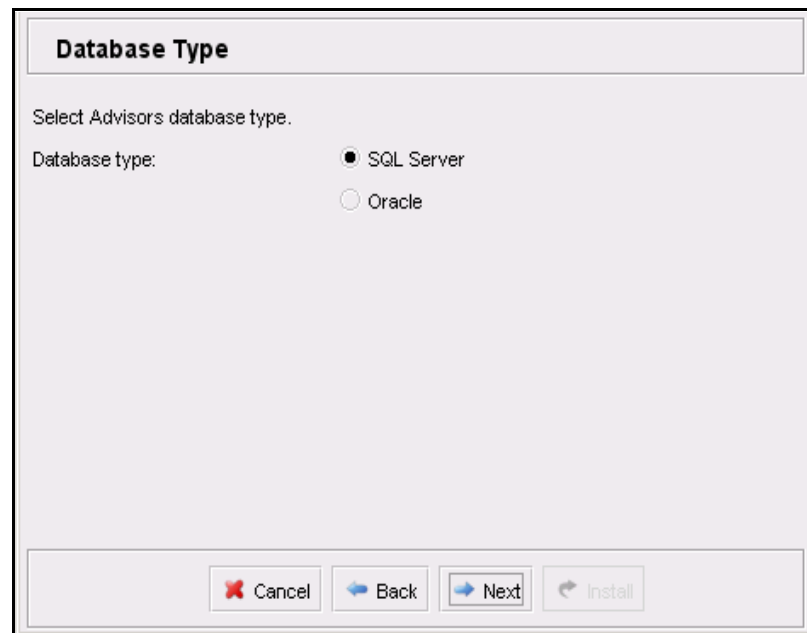 Database Type
Select Advisors database type.
Database type:
SQL Server
Oracle
Cancel
Back
Next
Install